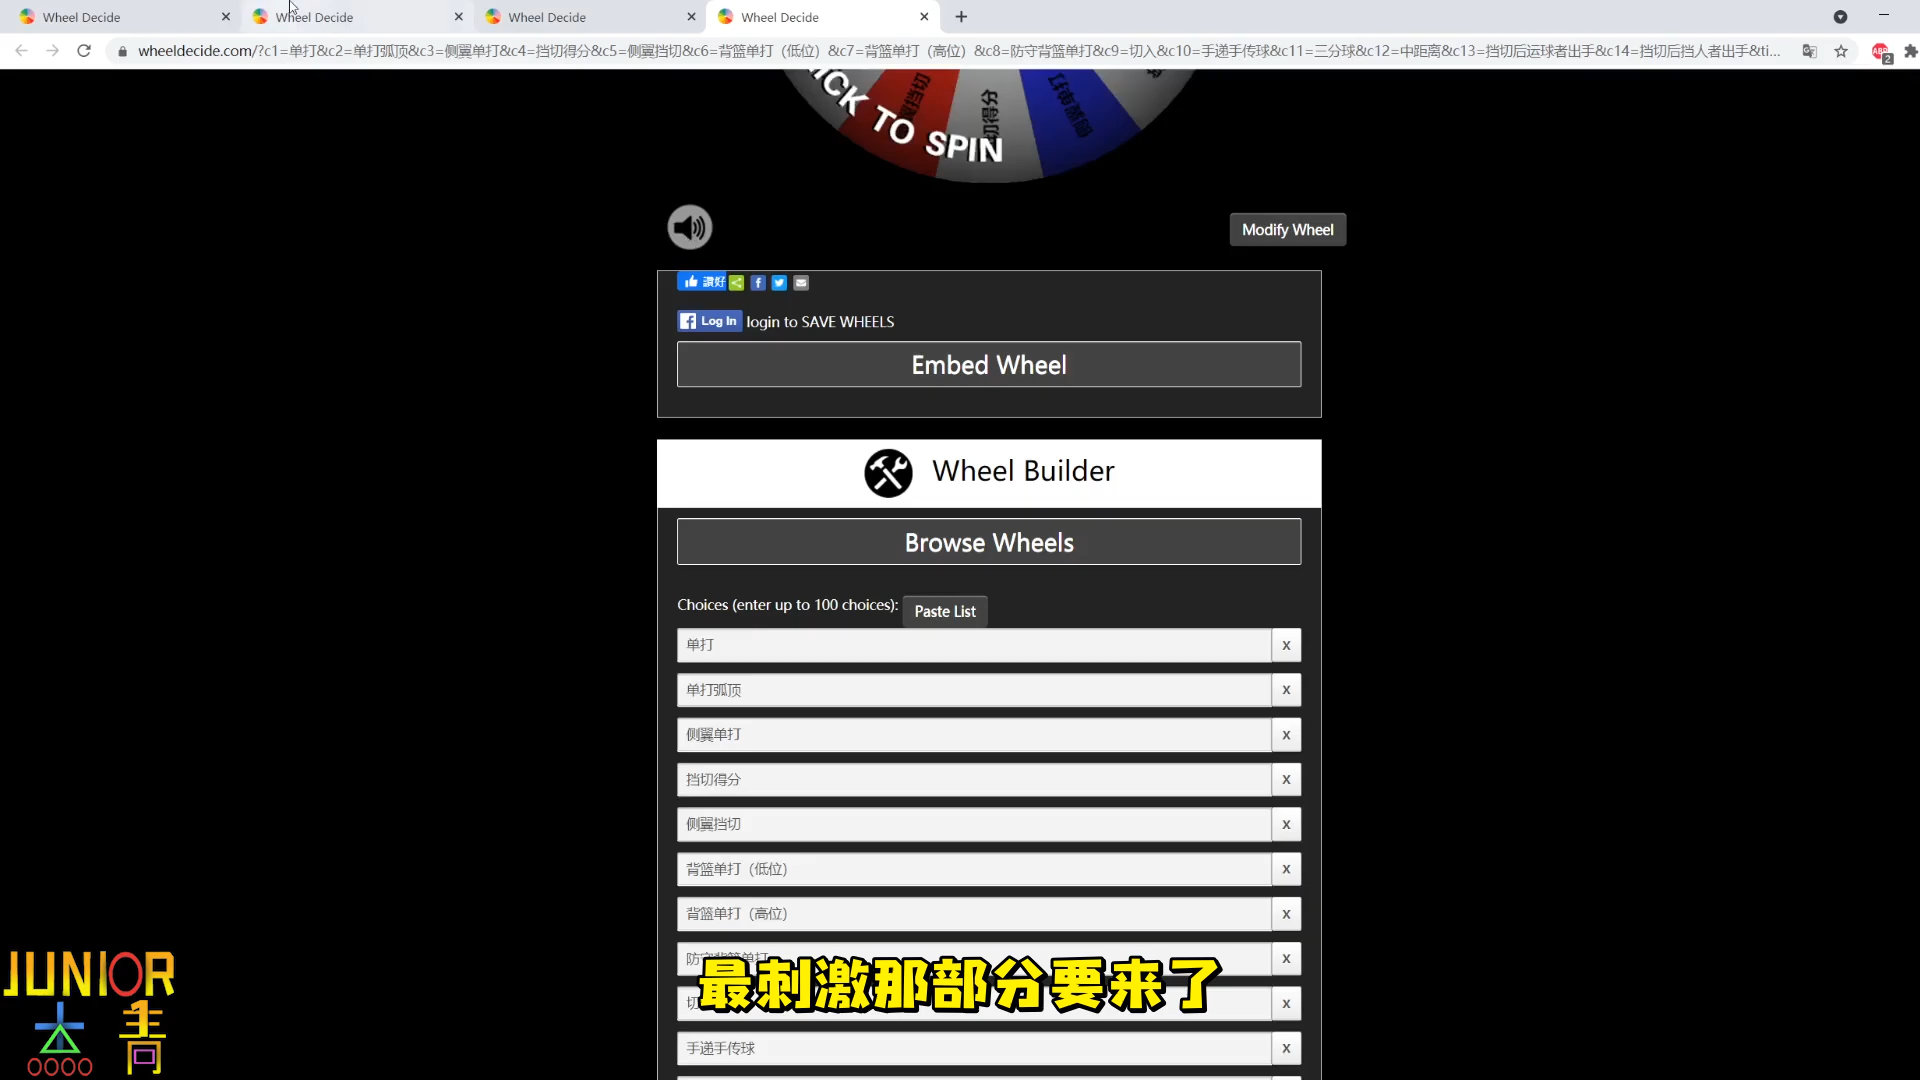 Wheel Decide
Wheel Decide
Wheel Decide
Wheel Decide
wheeldecide.com/?c1=单打&c2=单打弧顶&c3=侧翼单打&c4=挡切得分&c5=侧翼挡切&c6=背篮单打（低位）&c7=背篮单打（高位）&c8=防守背篮单打&c9=切入&c10=手递手传球&c11=三分球&c12=中距离&c13=挡切后运球者出手&c14=挡切后挡人者出手&ti...
ABP
2
ICK TO SPIN
Modify Wheel
讚好
Log In login to SAVE WHEELS
Embed Wheel
Wheel Builder
Browse Wheels
Choices (enter up to 100 choices): Paste List
单打 x
单打弧顶 x
侧翼单打 x
挡切得分 x
侧翼挡切 x
背篮单打（低位） x
背篮单打（高位） x
防守背篮单打 x
最刺激那部分要来了
切 x
手递手传球 x
JUNIOR